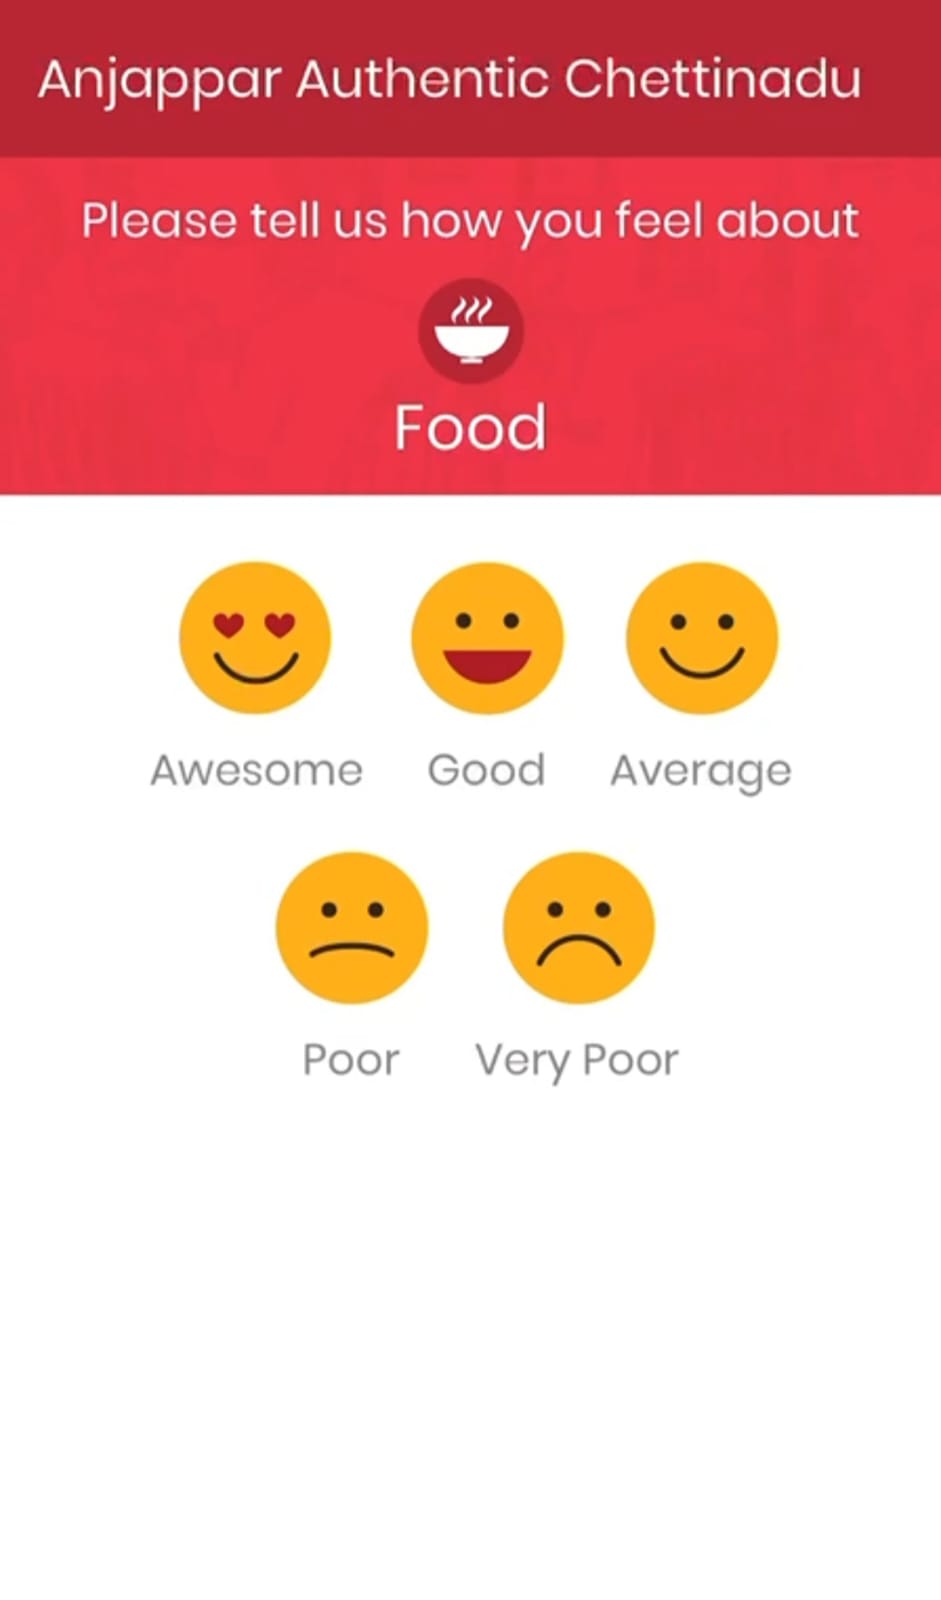 Anjappar Authentic Chettinadu
Please tell us how you feel about
Food
Awesome Good Average
Poor Very Poor